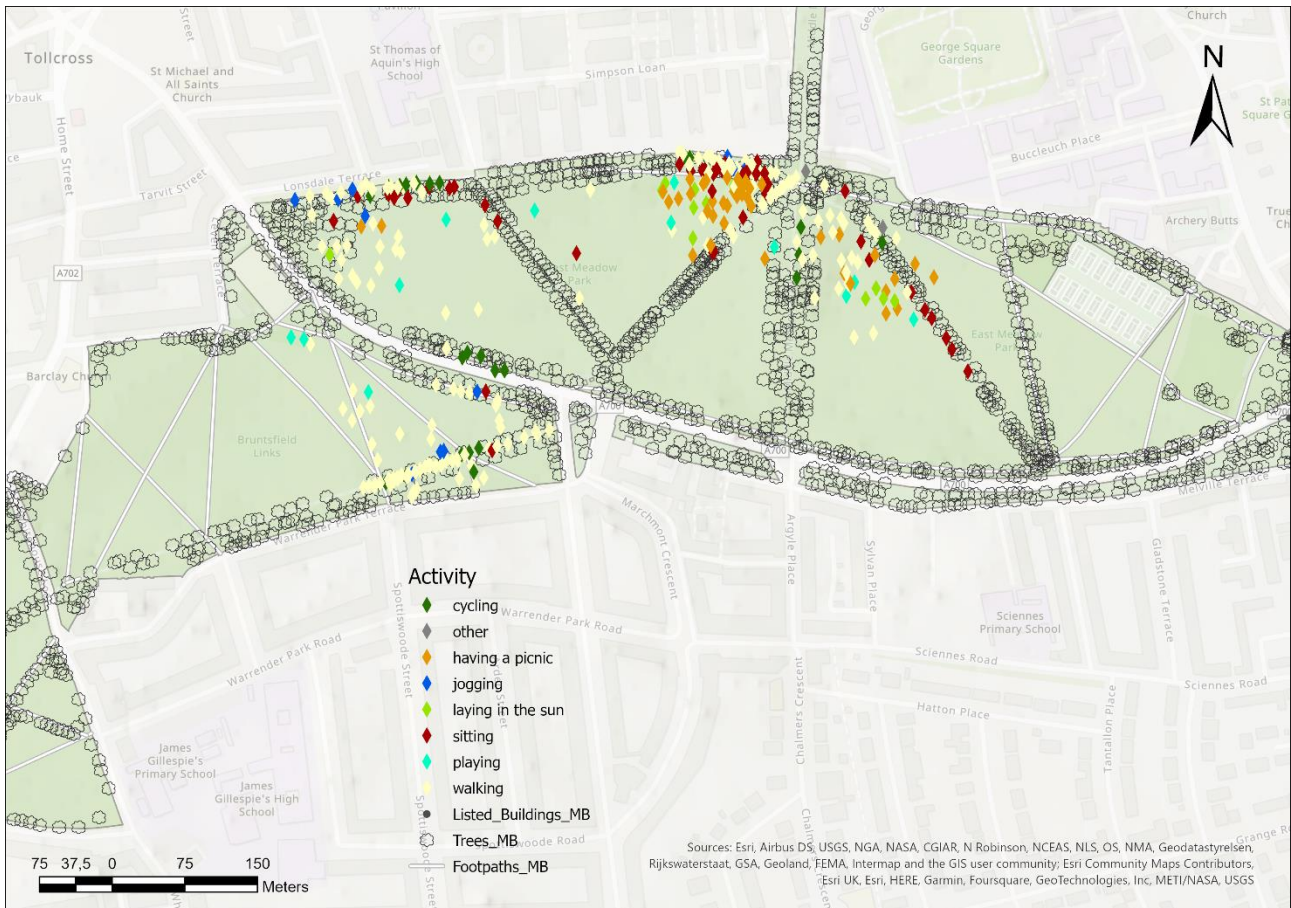 Tollcross
St Michael and
All Saints
Church
St Thomas of
Aquin's High
School
Simpson Loan
George Square
Gardens
Church
N
St Pat
Square G
Buccleuch Place
Home Street
Tarvit Street
Lonsdale Terrace
A702
Archery Butts
True
Ch
East Meadow
Park
Barclay Church
Bruntsfield
Links
A700
A700
A700
Melville Terrace
Warrender Park Terrace
Marchmont Crescent
Argyle Place
Sylvan Place
Gladstone Terrace
Sciennes
Primary School
Sciennes Road
Sciennes Road
Spottiswoode Street
Warrender Park Road
Warrender Park Road
Chalmers Crescent
Hatton Place
Tantallon Place
James
Gillespie's
Primary School
James
Gillespie's High
School
Grange R
Activity
cycling
other
having a picnic
jogging
laying in the sun
sitting
playing
walking
Listed_Buildings_MB
Trees_MB
Footpaths_MB
75 37,5 0 75 150
Meters
Sources: Esri, Airbus DS, USGS, NGA, NASA, CGIAR, N Robinson, NCEAS, NLS, OS, NMA, Geodatastyrelsen,
Rijkswaterstaat, GSA, Geoland, FEMA, Intermap and the GIS user community; Esri Community Maps Contributors,
Esri UK, Esri, HERE, Garmin, Foursquare, GeoTechnologies, Inc, METI/NASA, USGS